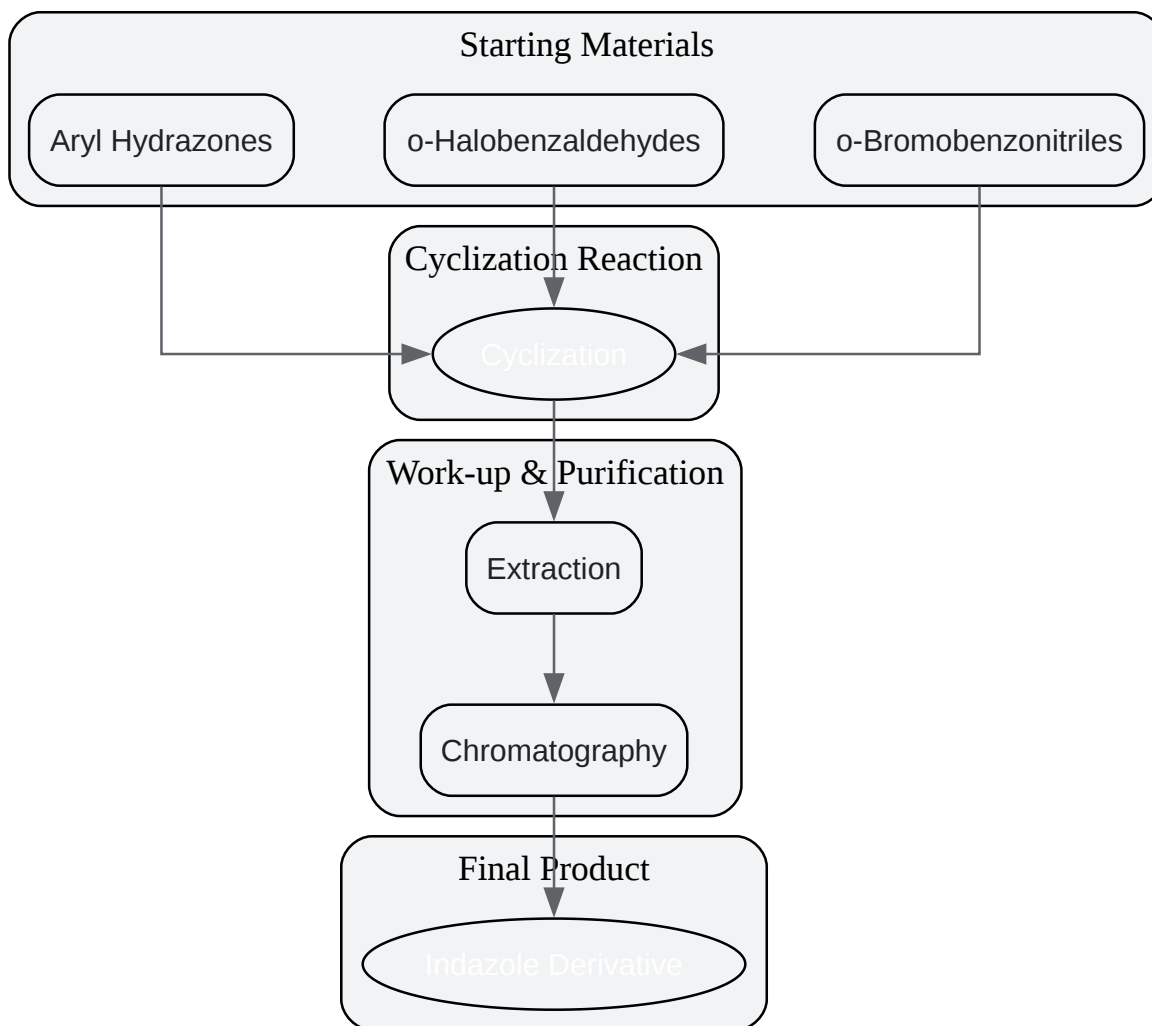 Starting Materials
Aryl Hydrazones
o-Halobenzaldehydes
o-Bromobenzonitriles
Cyclization Reaction
Cyclization
Work-up & Purification
Extraction
Chromatography
Final Product
Indazole Derivative